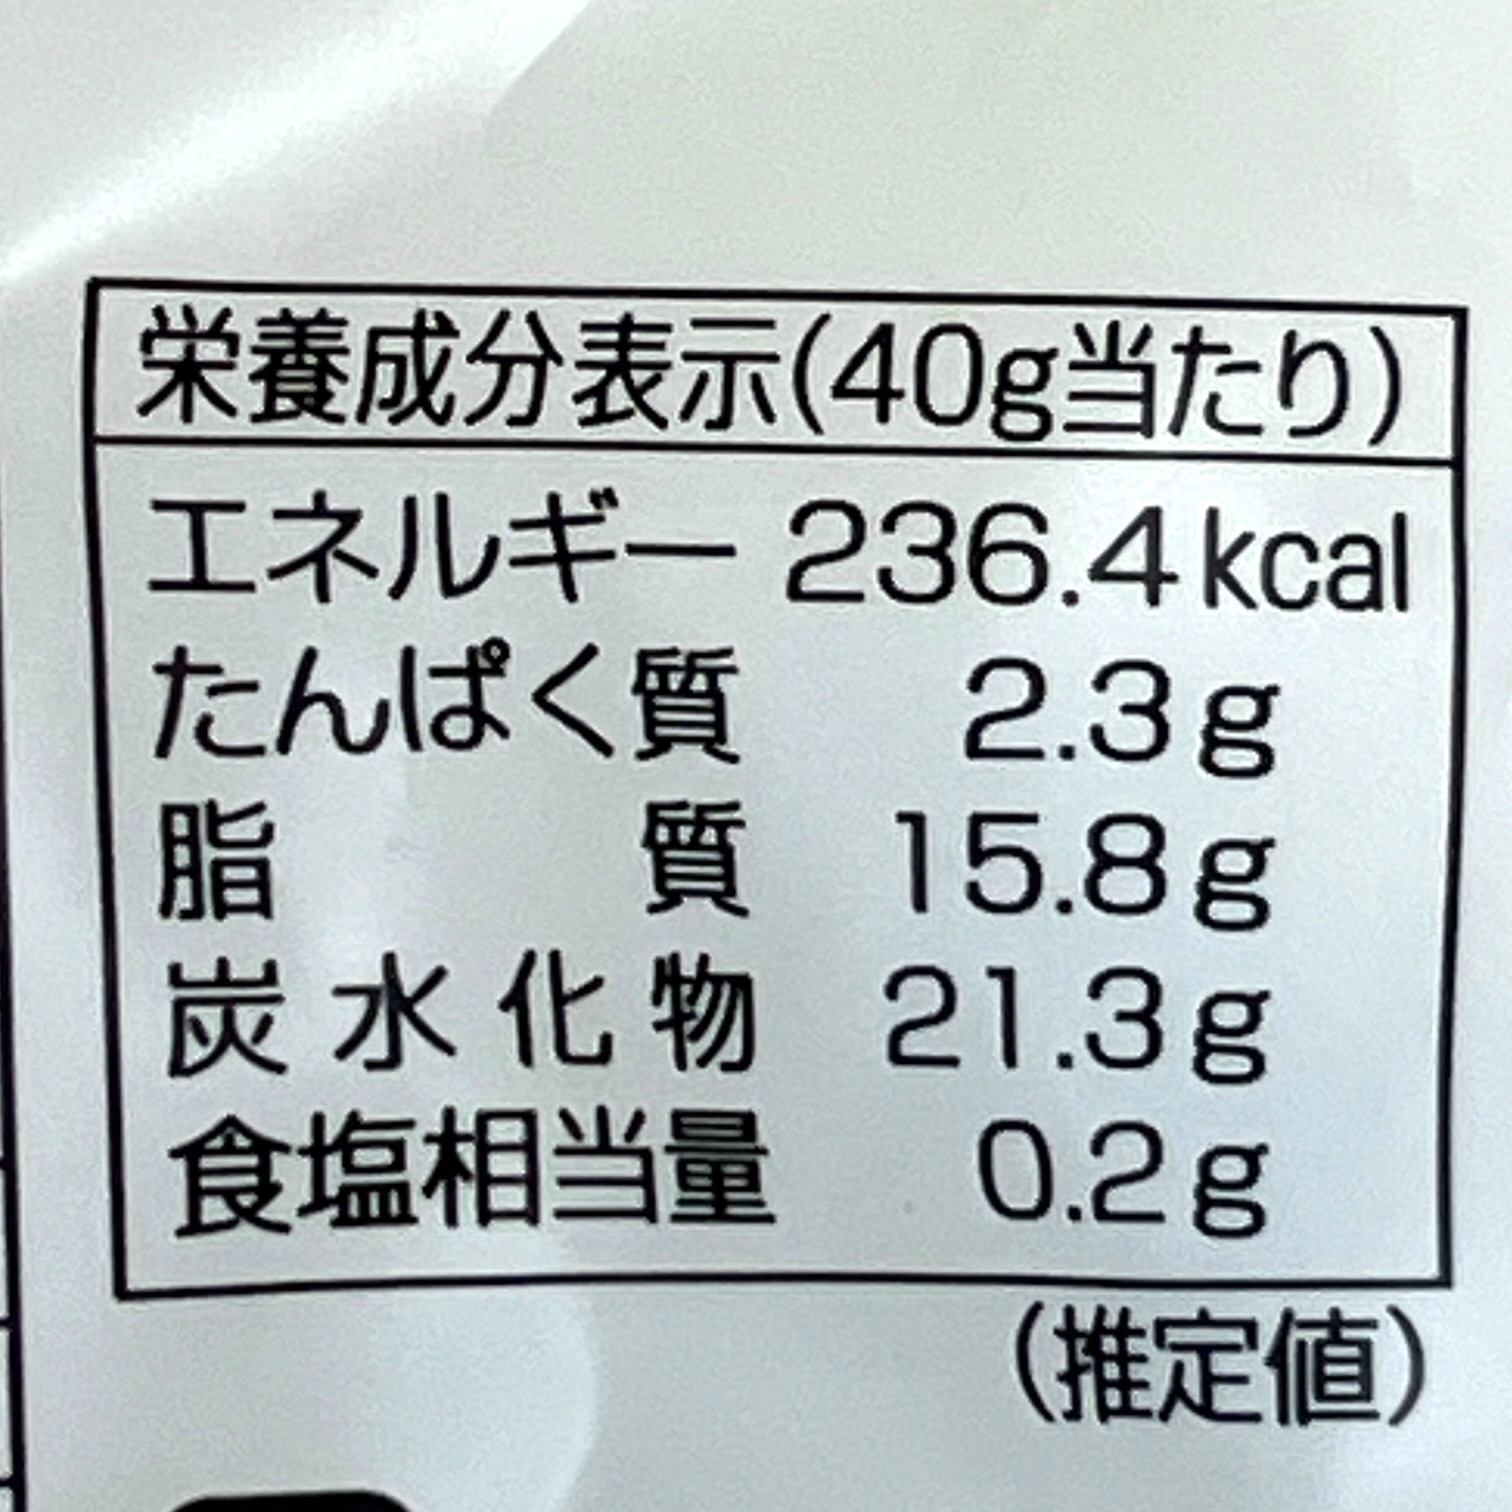 栄養成分表示(40g当たり)
エネルギー 236.4kcal
たんぱく質 2.3g
脂質 15.8g
炭水化物 21.3g
食塩相当量 0.2g
(推定値)